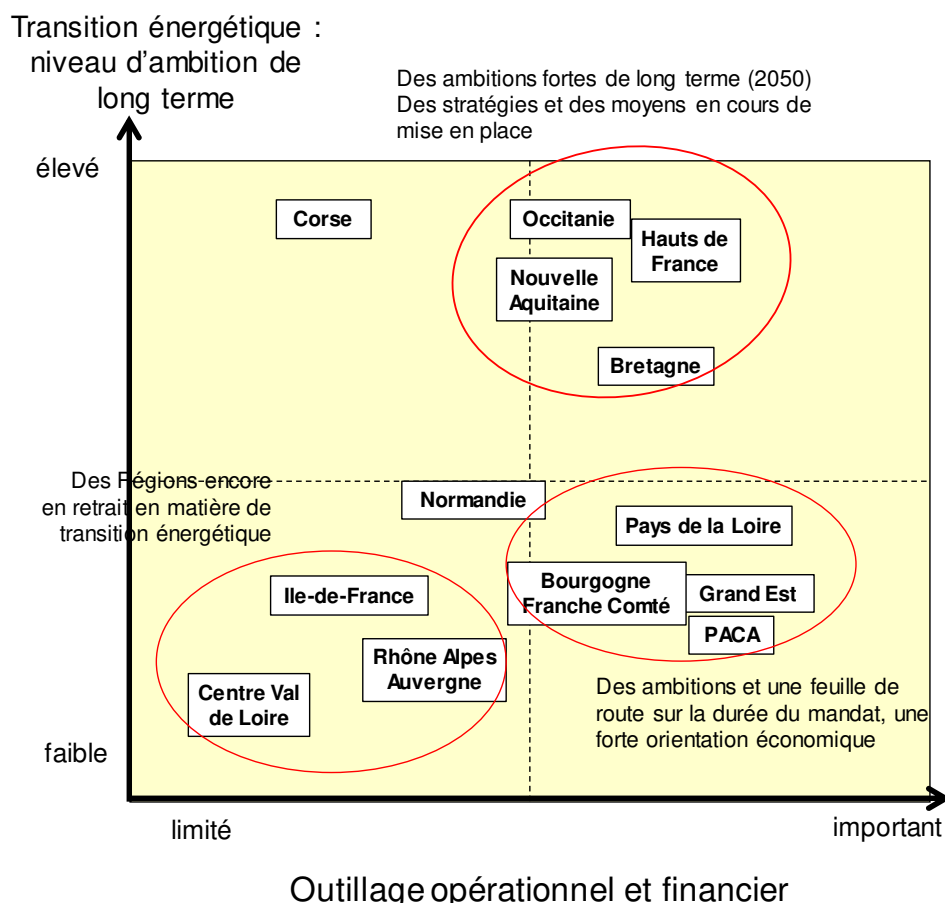 Transition énergétique :
niveau d'ambition de
long terme
Des ambitions fortes de long terme (2050)
Des stratégies et des moyens en cours de
mise en place
élevé
Corse
Occitanie
Hauts de
France
Nouvelle
Aquitaine
Bretagne
Des Régions encore
en retrait en matière de
transition énergétique
Normandie
Pays de la Loire
Bourgogne
Franche Comté
Grand Est
Ile-de-France
PACA
Rhône Alpes
Auvergne
Centre Val
de Loire
Des ambitions et une feuille de
route sur la durée du mandat, une
forte orientation économique
faible
limité
important
Outillage opérationnel et financier